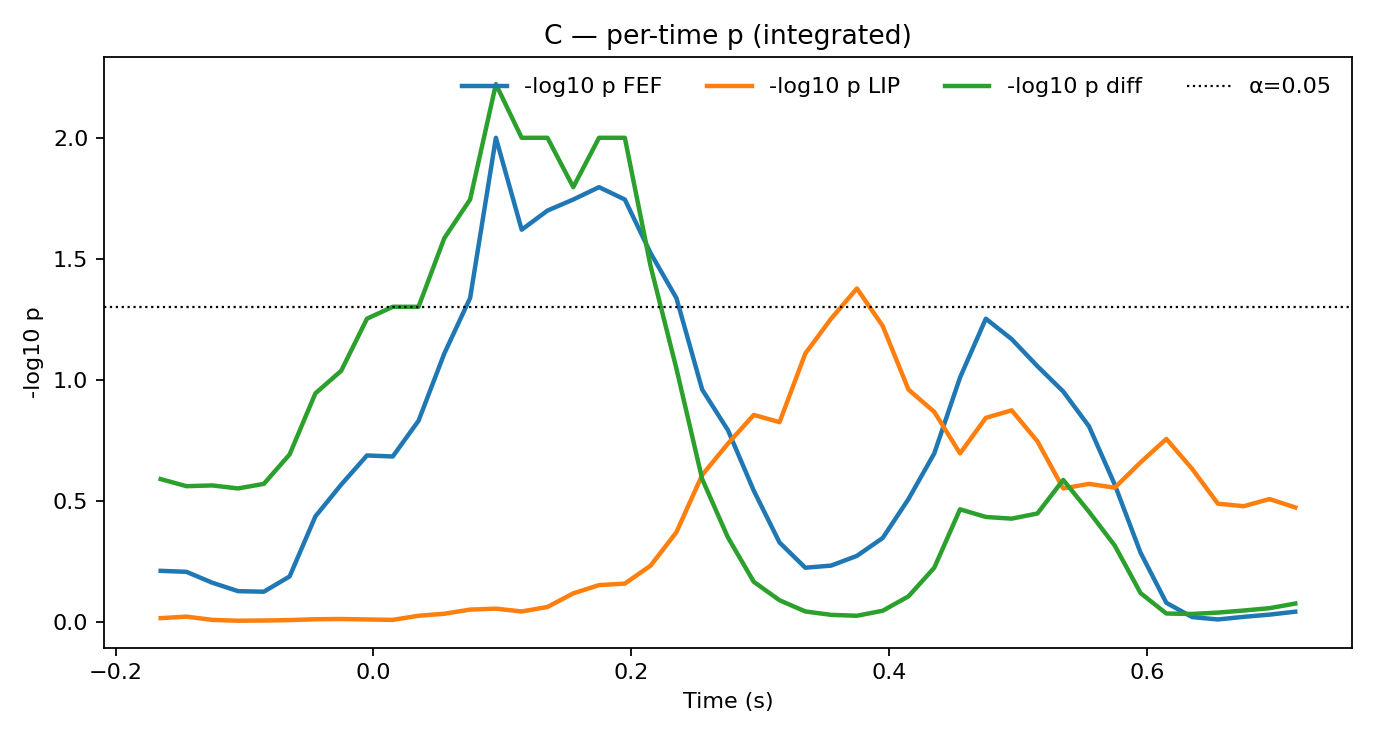 C — per-time p (integrated)
-log10 p FEF -log10 p LIP -log10 p diff α=0.05
-log10 p
2.0
1.5
1.0
0.5
0.0
−0.2 0.0 0.2 0.4 0.6
Time (s)